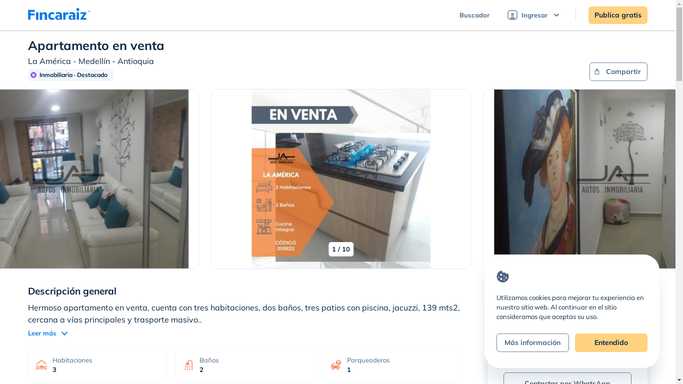 Fincaraiz
Buscador
Ingresar
Publica gratis
Apartamento en venta
La América - Medellín - Antioquia
Inmobiliaria · Destacado
Compartir
AUTOS INMOBILIARIA
EN VENTA
LA AMÉRICA
3 Habitaciones
Baños
Cocina
Integral
CÓDIGO
1 / 10
AUTOS INMOBILIARIA
Descripción general
Hermoso apartamento en venta, cuenta con tres habitaciones, dos baños, tres patios con piscina, jacuzzi, 139 mts2,
cercana a vías principales y trasporte masivo..
Leer más
Habitaciones
3
Baños
2
Parqueaderos
1
Utilizamos cookies para mejorar tu experiencia en
nuestro sitio web. Al continuar en el sitio
consideramos que aceptas su uso.
Más información
Entendido
Contactar por WhatsApp